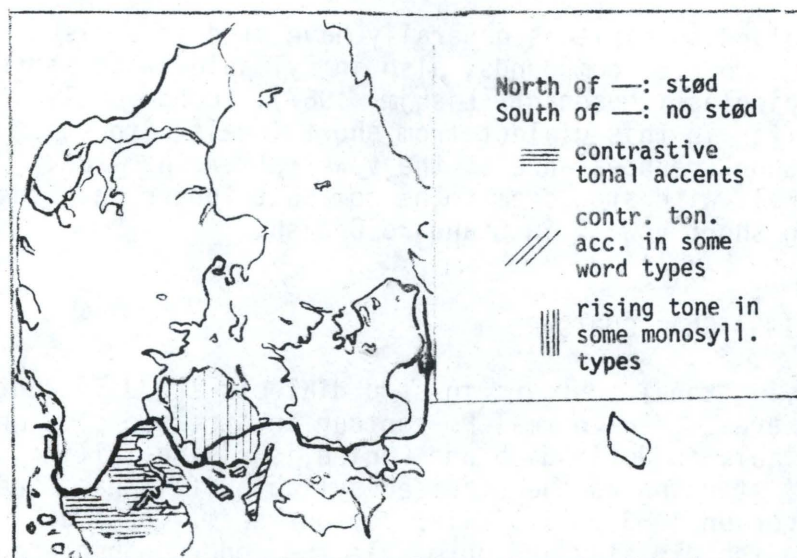 North of —: stød
South of —: no stød
contrastive
tonal accents
contr. ton.
acc. in some
word types
rising tone in
some monosyll.
types